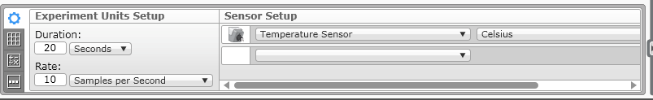 Experiment Units Setup
Sensor Setup
Duration:
20 Seconds
Temperature Sensor Celsius
Rate:
10 Samples per Second